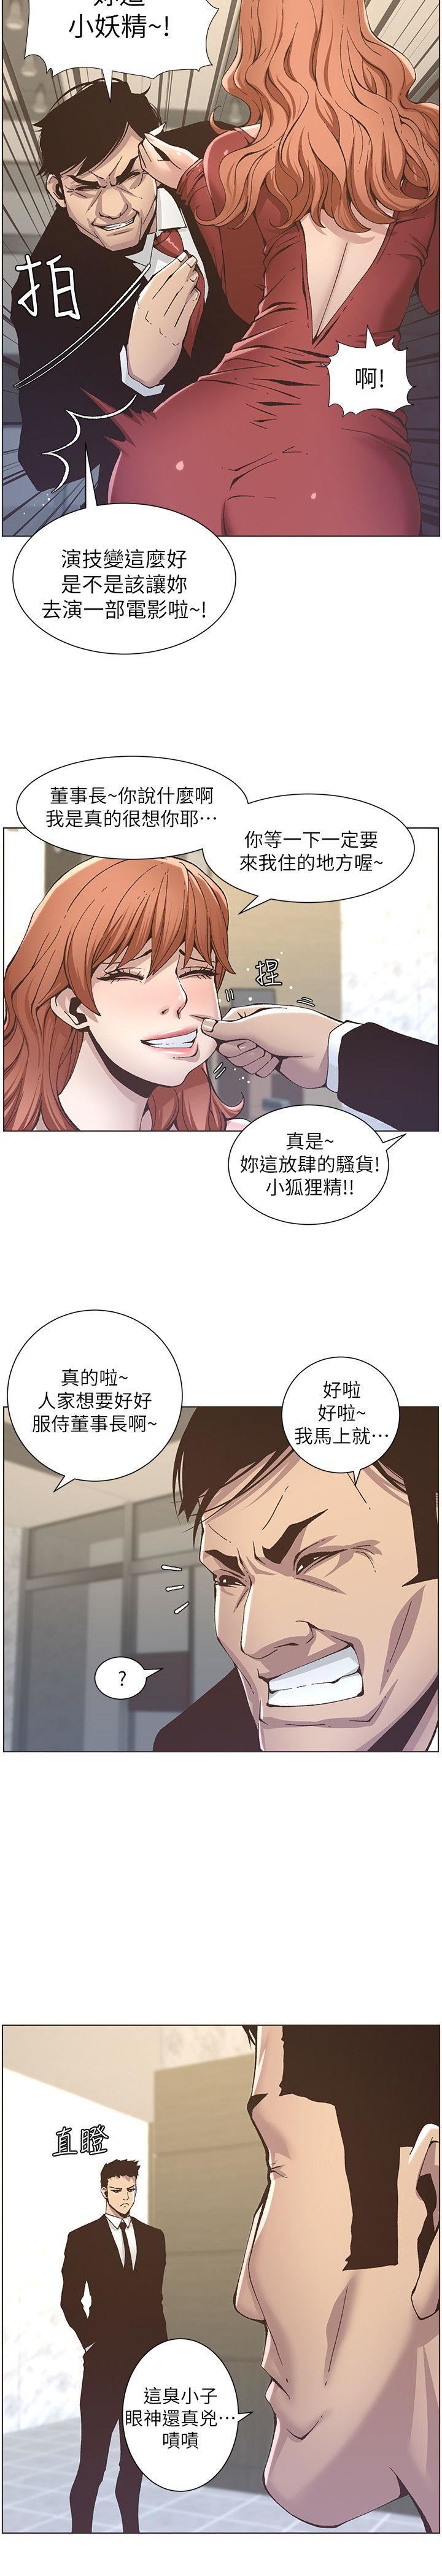 妳這
小妖精~!
拍
啊!
演技變這麼好
是不是該讓妳
去演一部電影啦~!
董事長~你說什麼啊
我是真的很想你耶⋯
你等一下一定要
來我住的地方喔~
捏
真是~
妳這放肆的騷貨!
小狐狸精!!
真的啦~
人家想要好好
服侍董事長啊~
好啦
好啦~
我馬上就⋯
?
直瞪
這臭小子
眼神還真兇⋯
嘖嘖